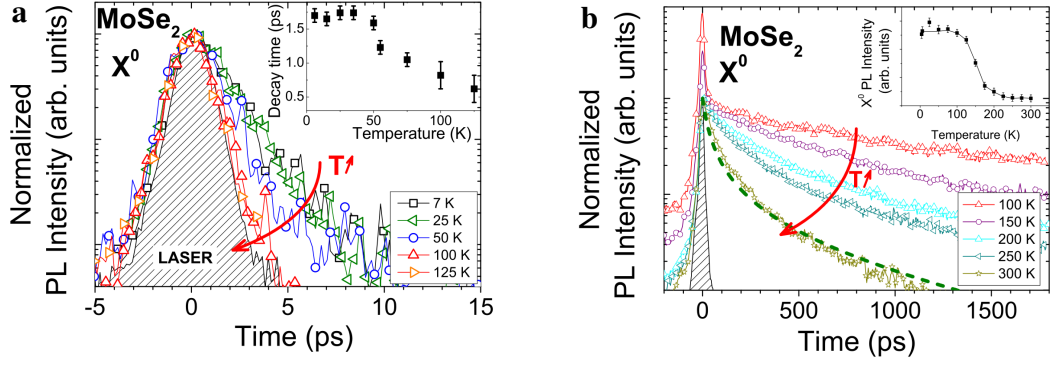 a
MoSe2
X0
Normalized
PL Intensity (arb. units)
Decay time (ps)
1.5
1.0
0.5
0
50
100
Temperature (K)
T
LASER
7 K
25 K
50 K
100 K
125 K
-5
0
5
10
15
Time (ps)
b
MoSe2
X0
Normalized
PL Intensity (arb. units)
X0 PL Intensity
(arb. units)
0
100
200
300
Temperature (K)
T
100 K
150 K
200 K
250 K
300 K
0
500
1000
1500
Time (ps)